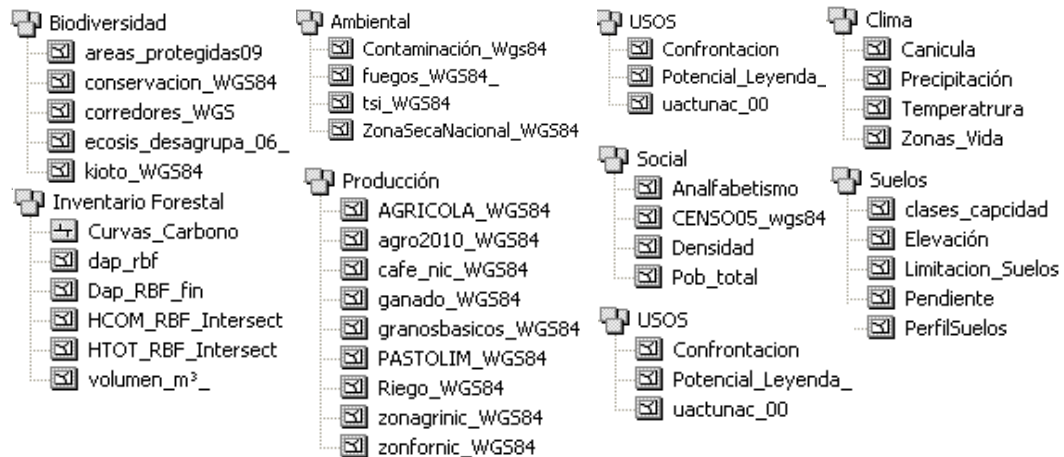 Biodiversidad
areas_protegidas09
conservacion_WGS84
corredores_WGS
ecosis_desagrupa_06_
kioto_WGS84
Inventario Forestal
Curvas_Carbono
dap_rbf
Dap_RBF_fin
HCOM_RBF_Intersect
HTOT_RBF_Intersect
volumen_m³_
Ambiental
Contaminación_Wgs84
fuegos_WGS84_
tsi_WGS84
ZonaSecaNacional_WGS84
Producción
AGRICOLA_WGS84
agro2010_WGS84
cafe_nic_WGS84
ganado_WGS84
granosbasicos_WGS84
PASTOLIM_WGS84
Riego_WGS84
zonagrinic_WGS84
zonfornic_WGS84
USOS
Confrontacion
Potencial_Leyenda_
uactunac_00
Social
Analfabetismo
CENSO05_wgs84
Densidad
Pob_total
USOS
Confrontacion
Potencial_Leyenda_
uactunac_00
Clima
Canicula
Precipitación
Temperatrura
Zonas_Vida
Suelos
clases_capcidad
Elevación
Limitacion_Suelos
Pendiente
PerfilSuelos